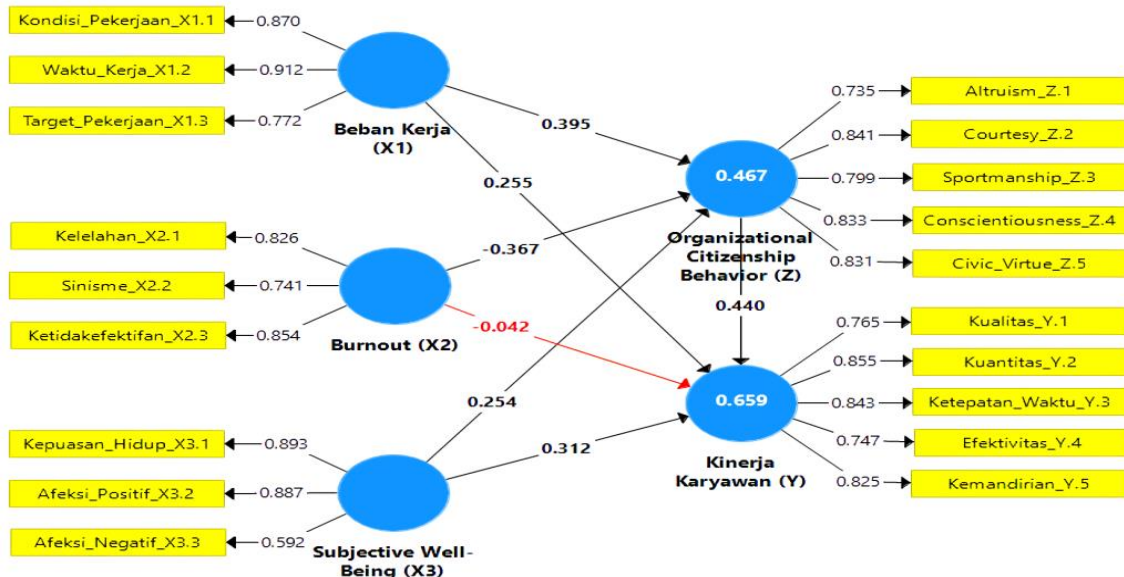 Kondisi_Pekerjaan_X1.1
0.870
Waktu_Kerja_X1.2
0.912
Target_Pekerjaan_X1.3
0.772
Beban Kerja
(X1)
0.395
0.255
Kelelahan_X2.1
0.826
Sinisme_X2.2
0.741
Ketidakefektifan_X2.3
0.854
Burnout (X2)
-0.367
-0.042
Kepuasan_Hidup_X3.1
0.893
Afeksi_Positif_X3.2
0.887
Afeksi_Negatif_X3.3
0.592
Subjective Well-
Being (X3)
0.254
0.312
0.467
Organizational
Citizenship
Behavior (Z)
0.440
0.735
Altruism_Z.1
0.841
Courtesy_Z.2
0.799
Sportmanship_Z.3
0.833
Conscientiousness_Z.4
0.831
Civic_Virtue_Z.5
0.659
Kinerja
Karyawan (Y)
0.765
Kualitas_Y.1
0.855
Kuantitas_Y.2
0.843
Ketepatan_Waktu_Y.3
0.747
Efektivitas_Y.4
0.825
Kemandirian_Y.5